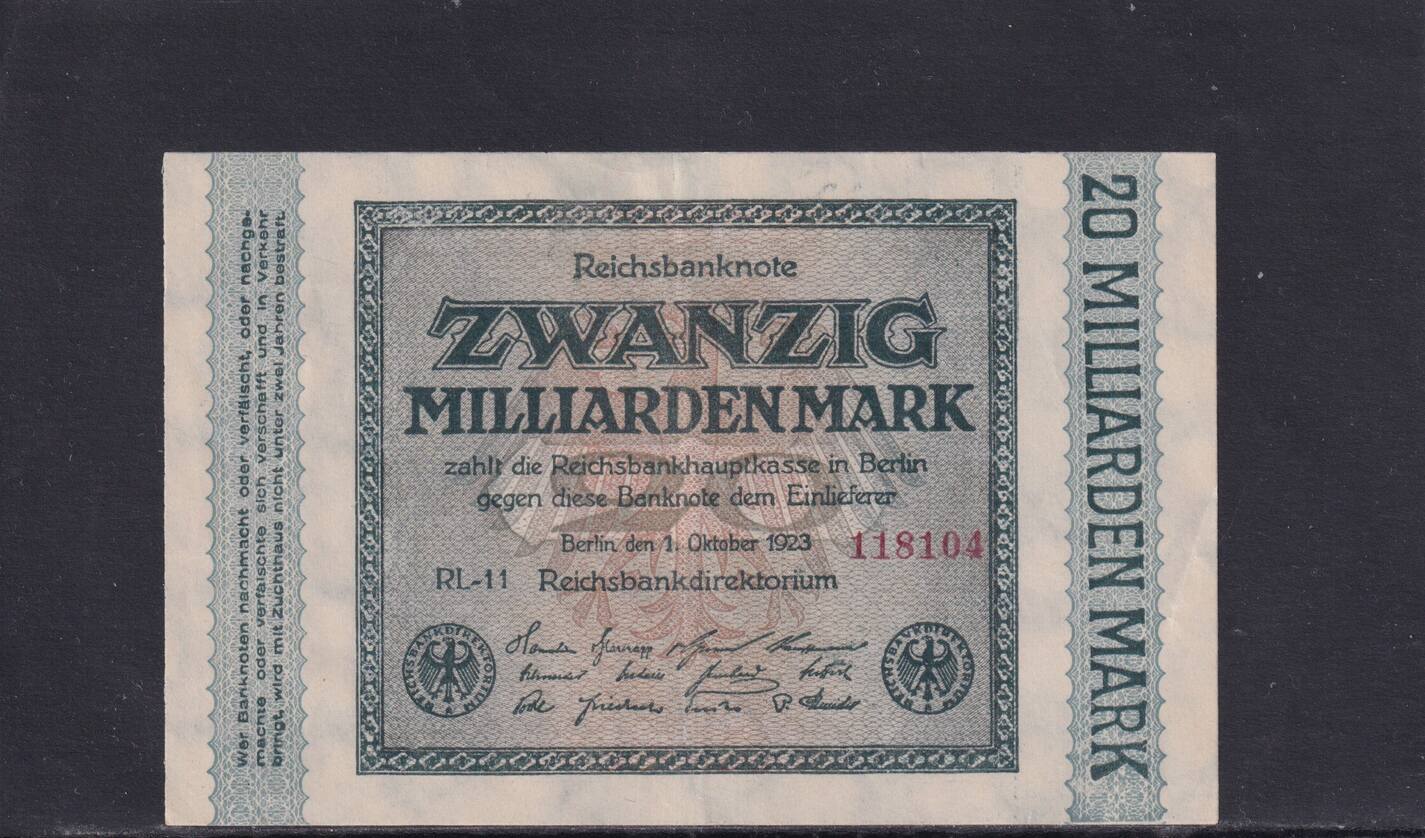 Wer Banknoten nachmacht oder verfälscht, oder nachge-
machte oder verfälschte sich verschafft und in Verkehr
bringt, wird mit Zuchthaus nicht unter zwei Jahren bestraft.
Reichsbanknote
ZWANZIG
MILLIARDEN MARK
zahlt die Reichsbankhauptkasse in Berlin
gegen diese Banknote dem Einlieferer
Berlin, den 1. Oktober 1923
118104
RL-11 Reichsbankdirektorium
REICHSBANKDIREKTORIUM
REICHSBANKDIREKTORIUM
20 MILLIARDEN MARK